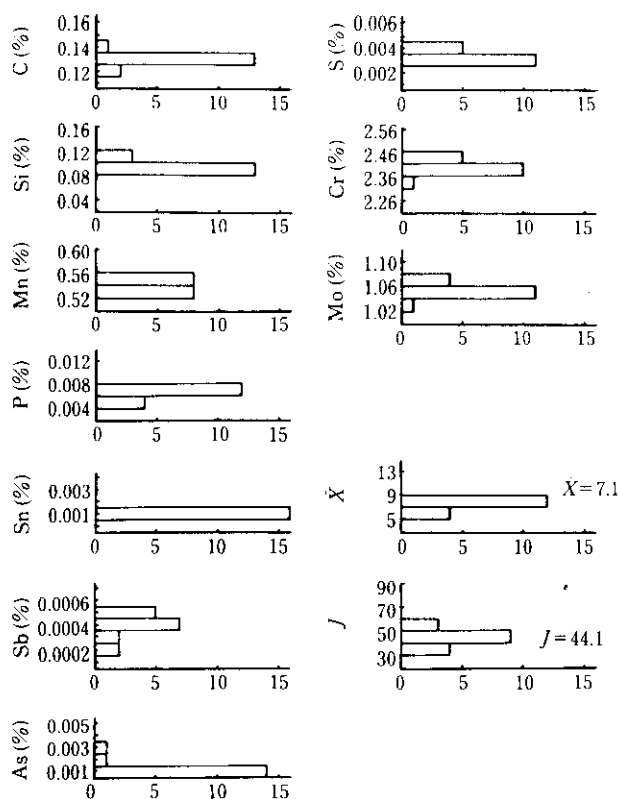 C (%)
0.16
0.14
0.12
0 5 10 15
S (%)
0.006
0.004
0.002
0 5 10 15
Si (%)
0.16
0.12
0.08
0.04
0 5 10 15
Cr (%)
2.56
2.46
2.36
2.26
0 5 10 15
Mn (%)
0.60
0.56
0.52
0 5 10 15
Mo (%)
1.10
1.06
1.02
0 5 10 15
P (%)
0.012
0.008
0.004
0 5 10 15
Sn (%)
0.003
0.001
0 5 10 15
X̄
13
9
5
X̄=7.1
0 5 10 15
Sb (%)
0.0006
0.0004
0.0002
0 5 10 15
J
90
70
50
30
J=44.1
0 5 10 15
As (%)
0.005
0.003
0.001
0 5 10 15